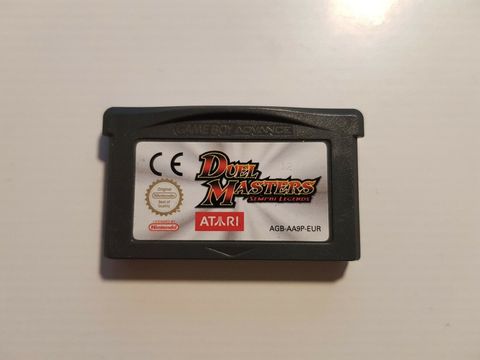 GAME BOY ADVANCE
CE
DUEL
MASTERS
SEMPAI LEGENDS
Original
Nintendo
Seal of
Quality
LICENSED BY
Nintendo
ATARI
AGB-AA9P-EUR